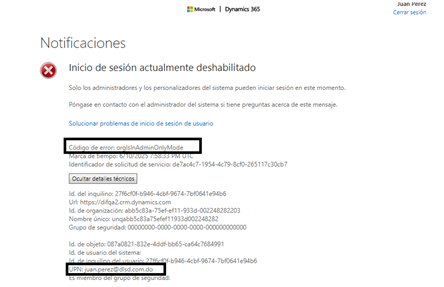 Juan Perez
Microsoft | Dynamics 365
Cerrar sesión
Notificaciones
Inicio de sesión actualmente deshabilitado
Solo los administradores y los personalizadores del sistema pueden iniciar sesión en este momento.
Póngase en contacto con el administrador del sistema si tiene preguntas acerca de este mensaje.
Solucionar problemas de inicio de sesión de usuario
Código de error: orgIsInAdminOnlyMode
Marca de tiempo: 6/10/2025 7:58:33 PM UTC
Identificador de solicitud de servicio: de7ac4c7-1954-4c79-8cf0-265117c30cb7
Ocultar detalles técnicos
Id. del inquilino: 27f6cf0f-b946-4cbf-9674-7bf0641e94b6
Url: https://difqa2.crm.dynamics.com
Id. de organización: abb5c83a-75ef-ef11-933d-002248282203
Nombre único: unqabb5c83a75efef11933d002248282
Grupo de seguridad: 00000000-0000-0000-0000-000000000000
Id. de objeto: 087a0821-832e-4ddf-bb65-ca64c7684991
Id. de usuario del sistema:
Id. de inquilino del usuario: 27f6cf0f-b946-4cbf-9674-7bf0641e94b6
UPN: juan.perez@dlsd.com.do
Es miembro del grupo de seguridad: